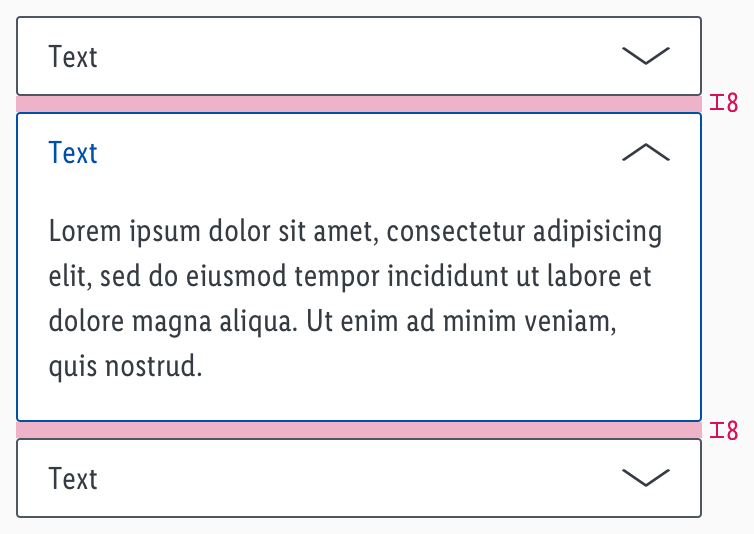 Text
8
Text
Lorem ipsum dolor sit amet, consectetur adipisicing
elit, sed do eiusmod tempor incididunt ut labore et
dolore magna aliqua. Ut enim ad minim veniam,
quis nostrud.
8
Text